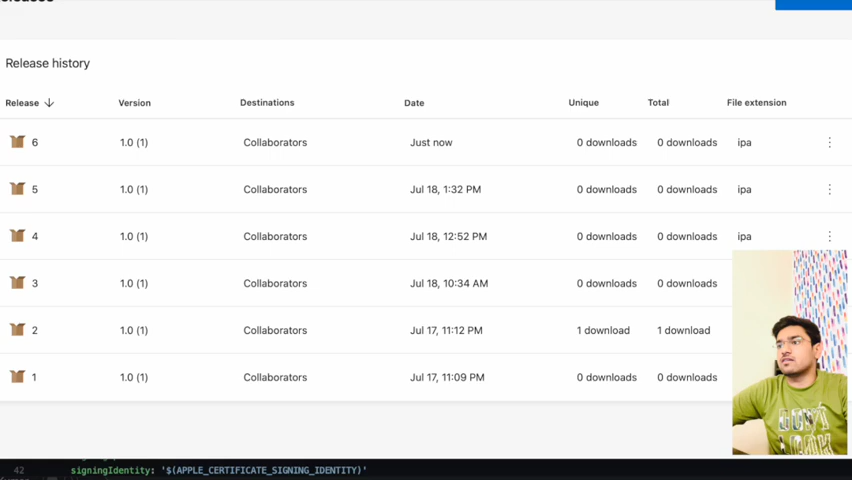 Release history
Release Version Destinations Date Unique Total File extension
6 1.0 (1) Collaborators Just now 0 downloads 0 downloads ipa
5 1.0 (1) Collaborators Jul 18, 1:32 PM 0 downloads 0 downloads ipa
4 1.0 (1) Collaborators Jul 18, 12:52 PM 0 downloads 0 downloads ipa
3 1.0 (1) Collaborators Jul 18, 10:34 AM 0 downloads 0 downloads
2 1.0 (1) Collaborators Jul 17, 11:12 PM 1 download 1 download
1 1.0 (1) Collaborators Jul 17, 11:09 PM 0 downloads 0 downloads
42 signingIdentity: '$(APPLE_CERTIFICATE_SIGNING_IDENTITY)'